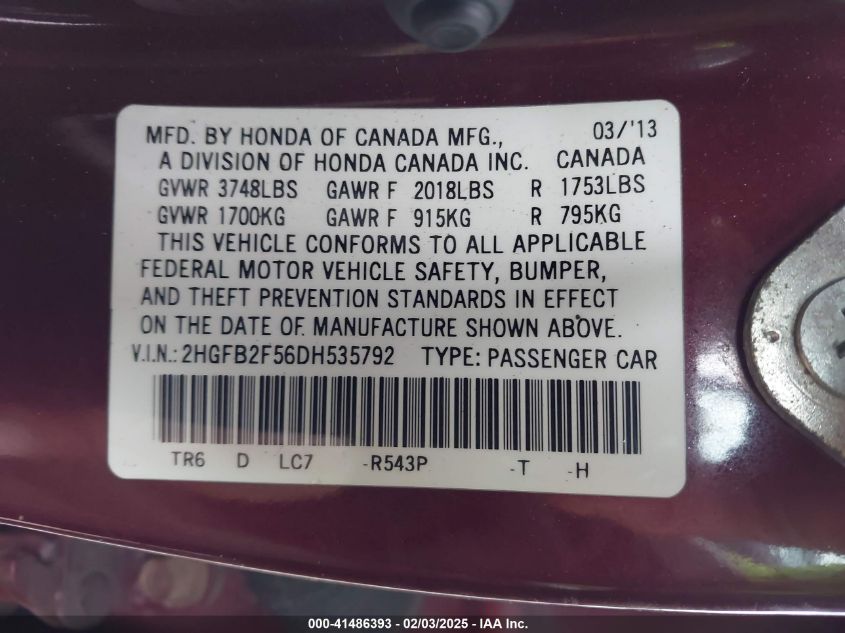 MFD. BY HONDA OF CANADA MFG., 03/'13
A DIVISION OF HONDA CANADA INC. CANADA
GVWR 3748LBS GAWR F 2018LBS R 1753LBS
GVWR 1700KG GAWR F 915KG R 795KG
THIS VEHICLE CONFORMS TO ALL APPLICABLE
FEDERAL MOTOR VEHICLE SAFETY, BUMPER,
AND THEFT PREVENTION STANDARDS IN EFFECT
ON THE DATE OF MANUFACTURE SHOWN ABOVE.
V.I.N.: 2HGFB2F56DH535792 TYPE: PASSENGER CAR
TR6 D LC7 -R543P -T -H
000-41486393 - 02/03/2025 - IAA Inc.